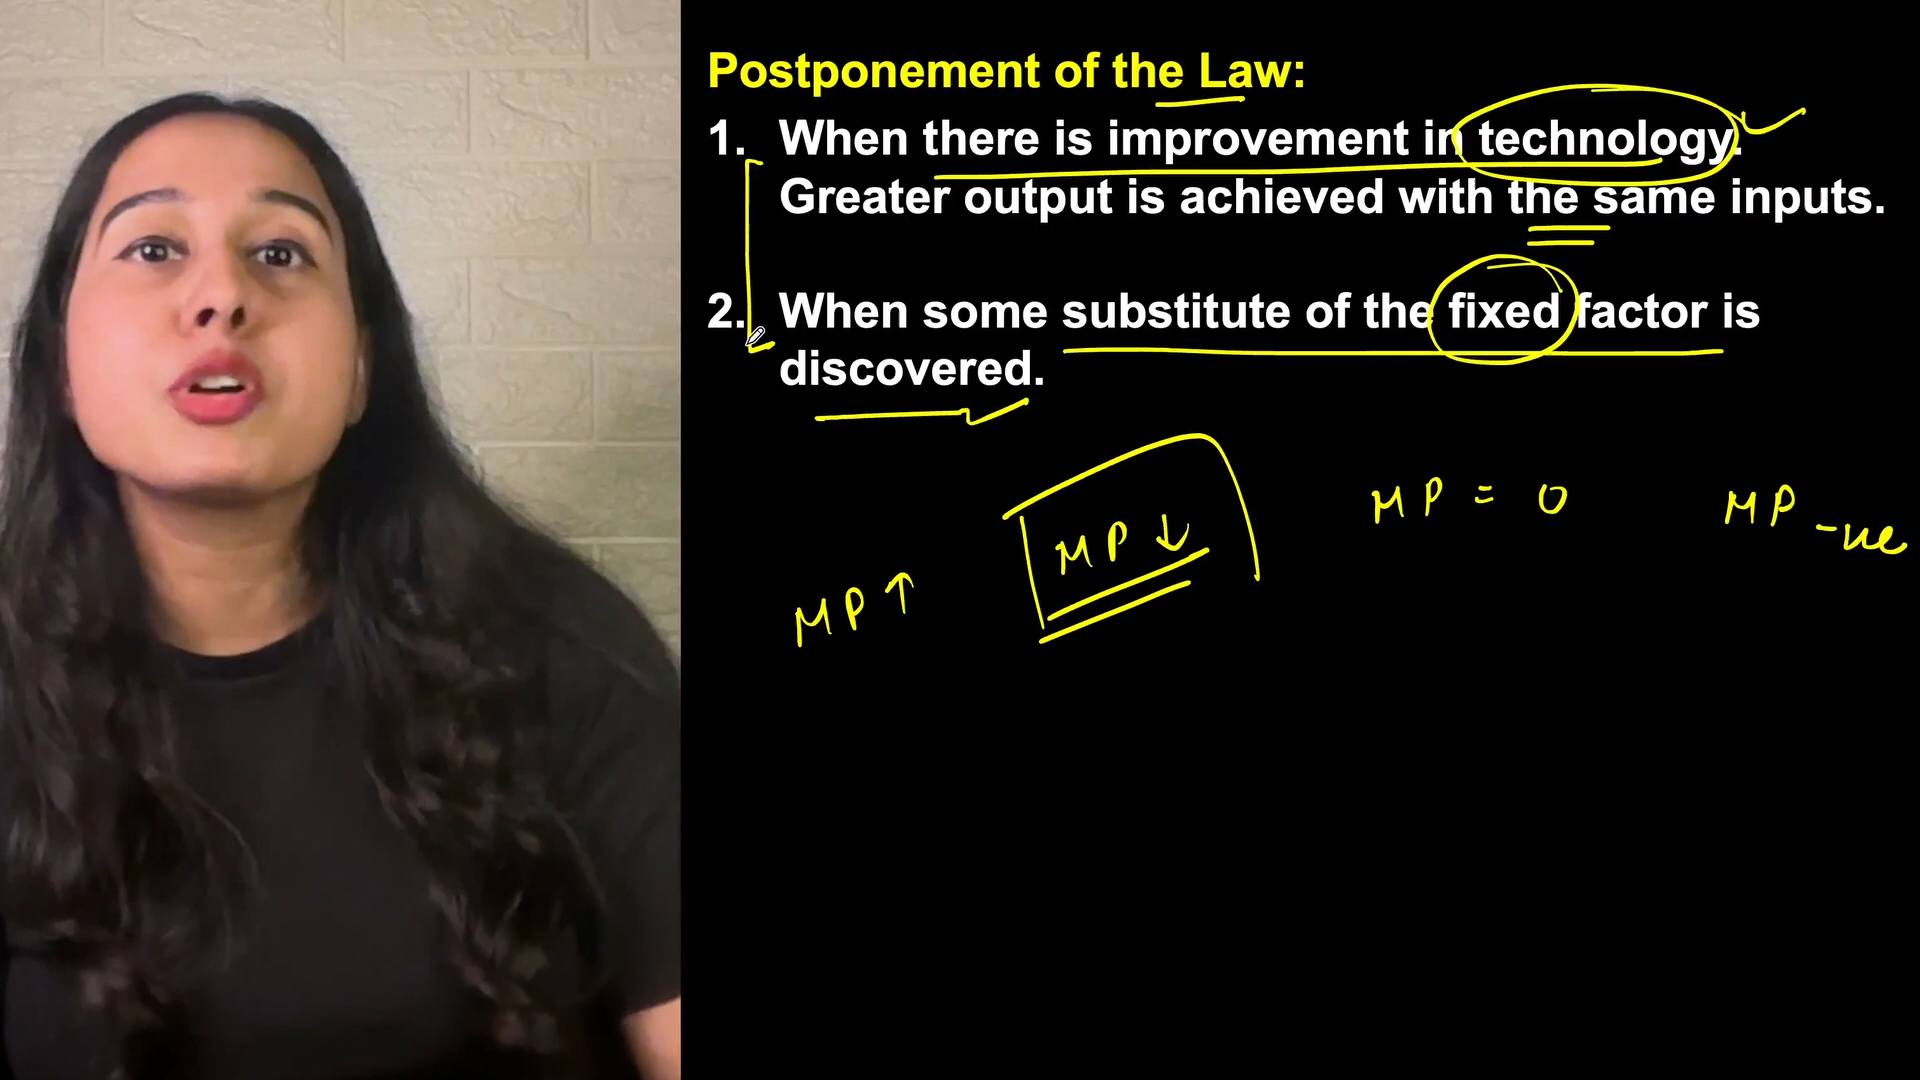 Postponement of the Law:
1. When there is improvement in technology.
Greater output is achieved with the same inputs.
2. When some substitute of the fixed factor is
discovered.
MP ↑
MP ↓
MP = 0
MP -ve